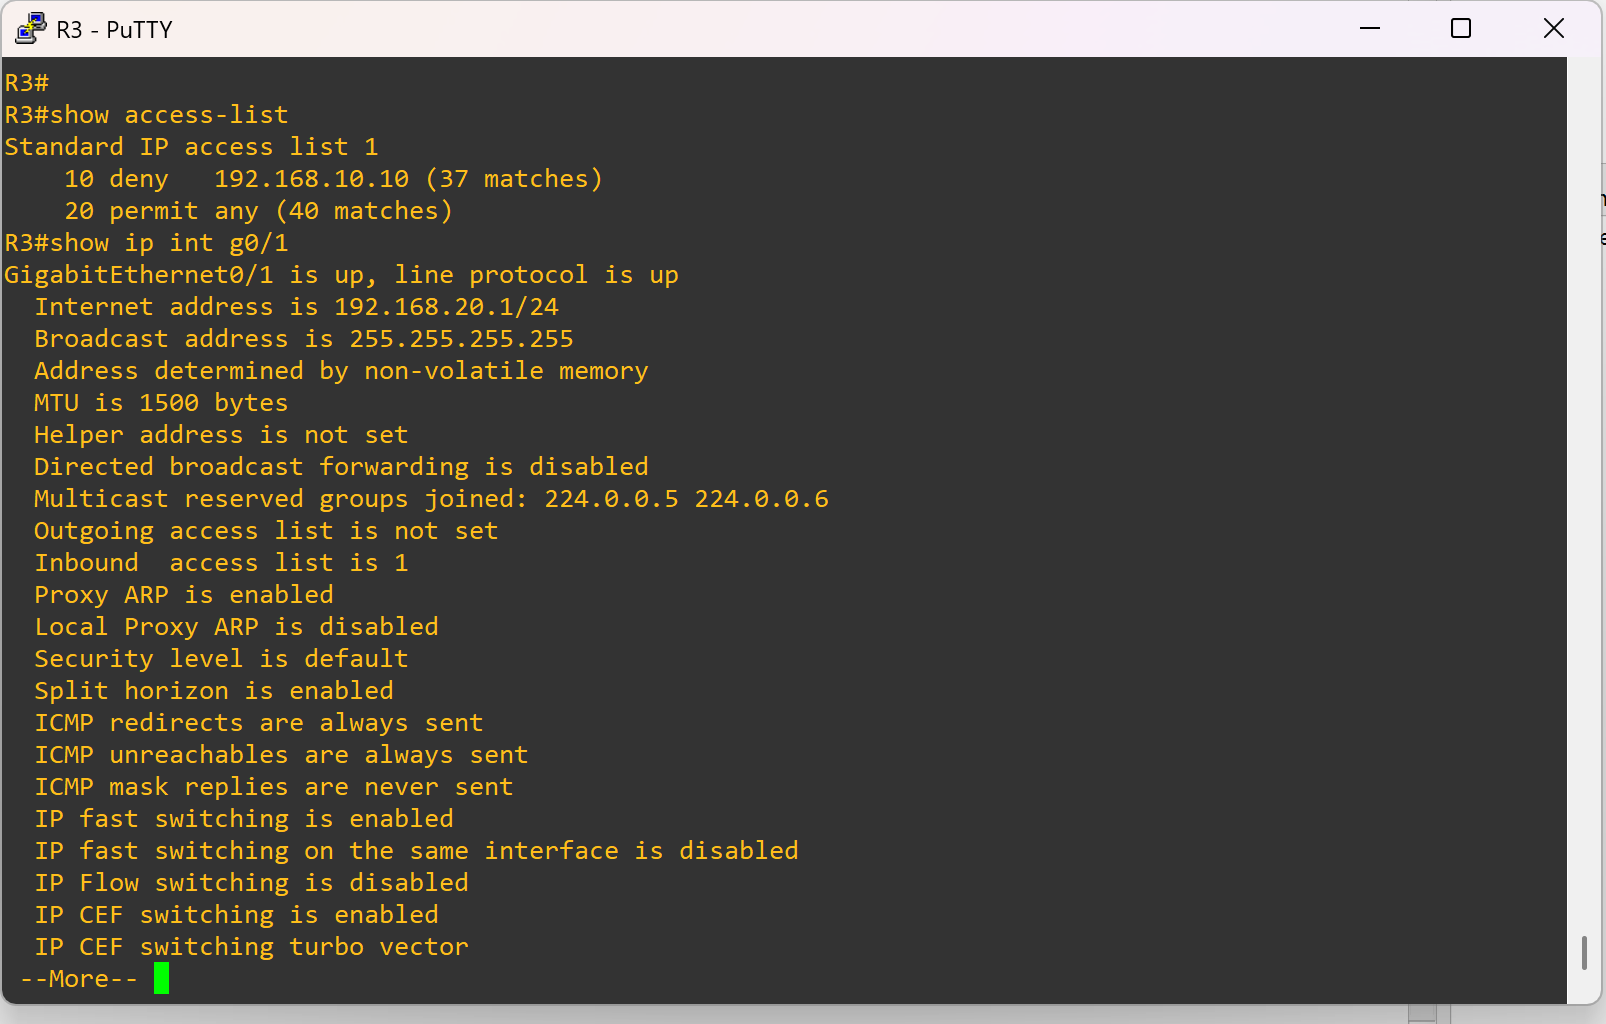 R3 - PuTTY
R3#
R3#show access-list
Standard IP access list 1
    10 deny   192.168.10.10 (37 matches)
    20 permit any (40 matches)
R3#show ip int g0/1
GigabitEthernet0/1 is up, line protocol is up
  Internet address is 192.168.20.1/24
  Broadcast address is 255.255.255.255
  Address determined by non-volatile memory
  MTU is 1500 bytes
  Helper address is not set
  Directed broadcast forwarding is disabled
  Multicast reserved groups joined: 224.0.0.5 224.0.0.6
  Outgoing access list is not set
  Inbound  access list is 1
  Proxy ARP is enabled
  Local Proxy ARP is disabled
  Security level is default
  Split horizon is enabled
  ICMP redirects are always sent
  ICMP unreachables are always sent
  ICMP mask replies are never sent
  IP fast switching is enabled
  IP fast switching on the same interface is disabled
  IP Flow switching is disabled
  IP CEF switching is enabled
  IP CEF switching turbo vector
 --More--